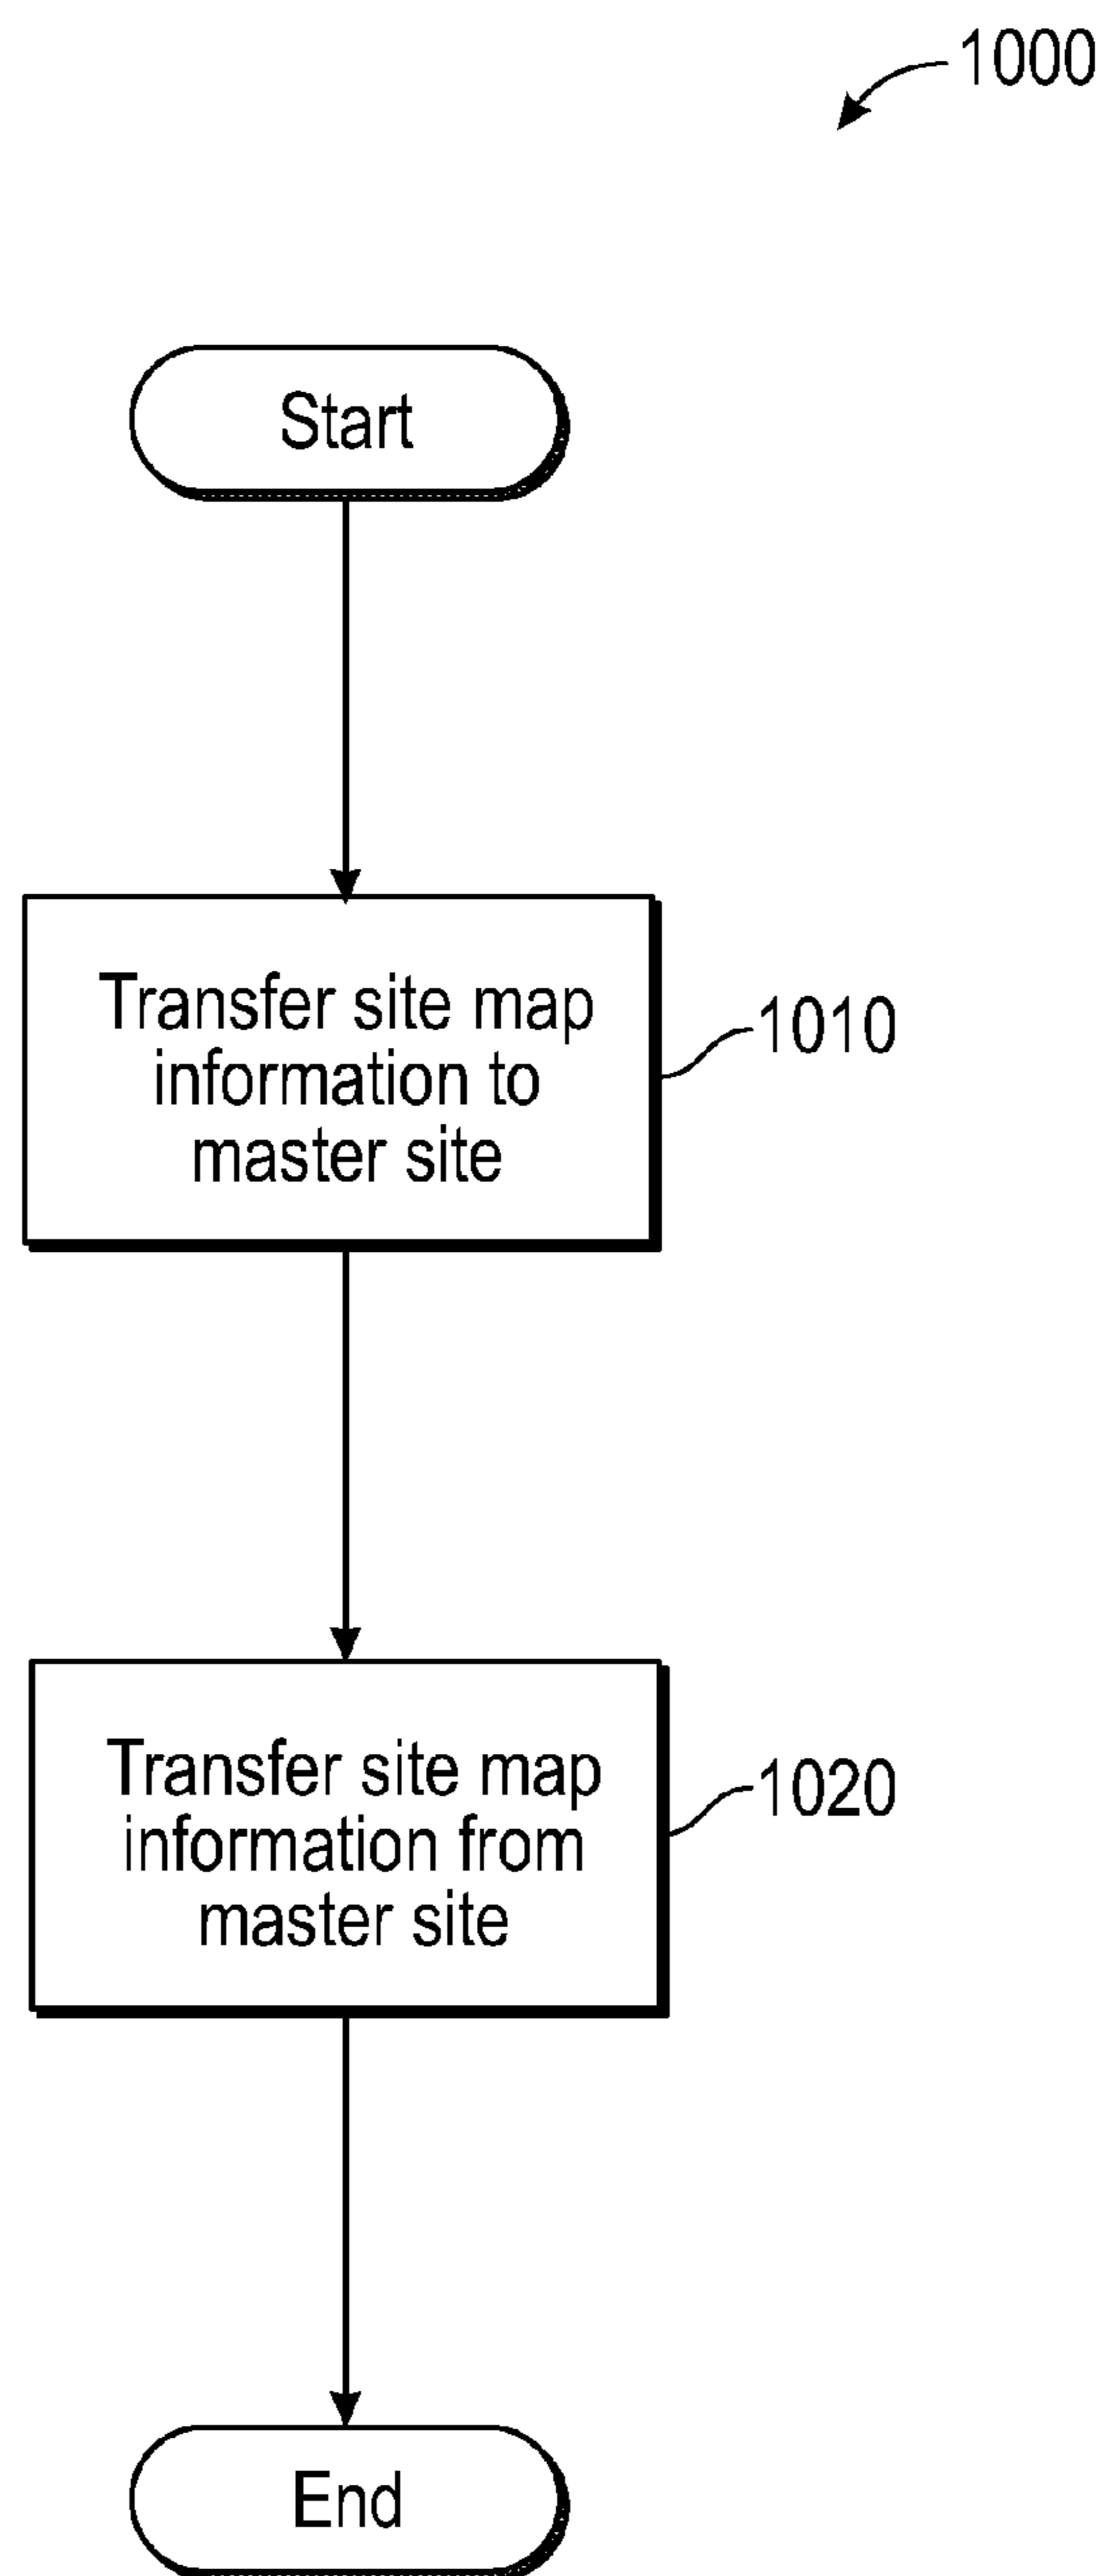 1000
Start
Transfer site map
information to
master site
1010
Transfer site map
information from
master site
1020
End